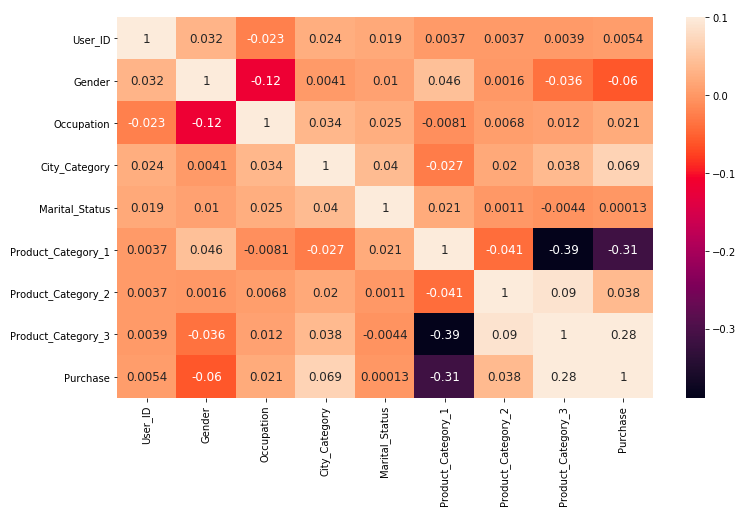 User_ID 1 0.032 -0.023 0.024 0.019 0.0037 0.0037 0.0039 0.0054
Gender 0.032 1 -0.12 0.0041 0.01 0.046 0.0016 -0.036 -0.06
Occupation -0.023 -0.12 1 0.034 0.025 -0.0081 0.0068 0.012 0.021
City_Category 0.024 0.0041 0.034 1 0.04 -0.027 0.02 0.038 0.069
Marital_Status 0.019 0.01 0.025 0.04 1 0.021 0.0011 -0.0044 0.00013
Product_Category_1 0.0037 0.046 -0.0081 -0.027 0.021 1 -0.041 -0.39 -0.31
Product_Category_2 0.0037 0.0016 0.0068 0.02 0.0011 -0.041 1 0.09 0.038
Product_Category_3 0.0039 -0.036 0.012 0.038 -0.0044 -0.39 0.09 1 0.28
Purchase 0.0054 -0.06 0.021 0.069 0.00013 -0.31 0.038 0.28 1
User_ID
Gender
Occupation
City_Category
Marital_Status
Product_Category_1
Product_Category_2
Product_Category_3
Purchase
0.1
0.0
−0.1
−0.2
−0.3